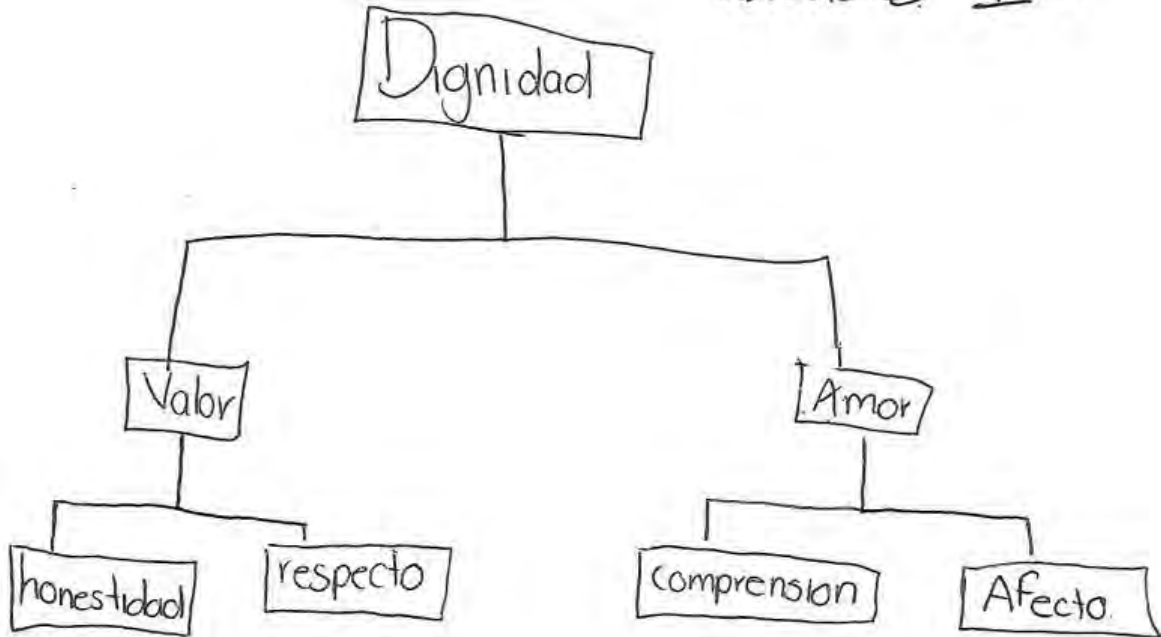 Dignidad
Valor
Amor
honestidad
respecto
comprension
Afecto.